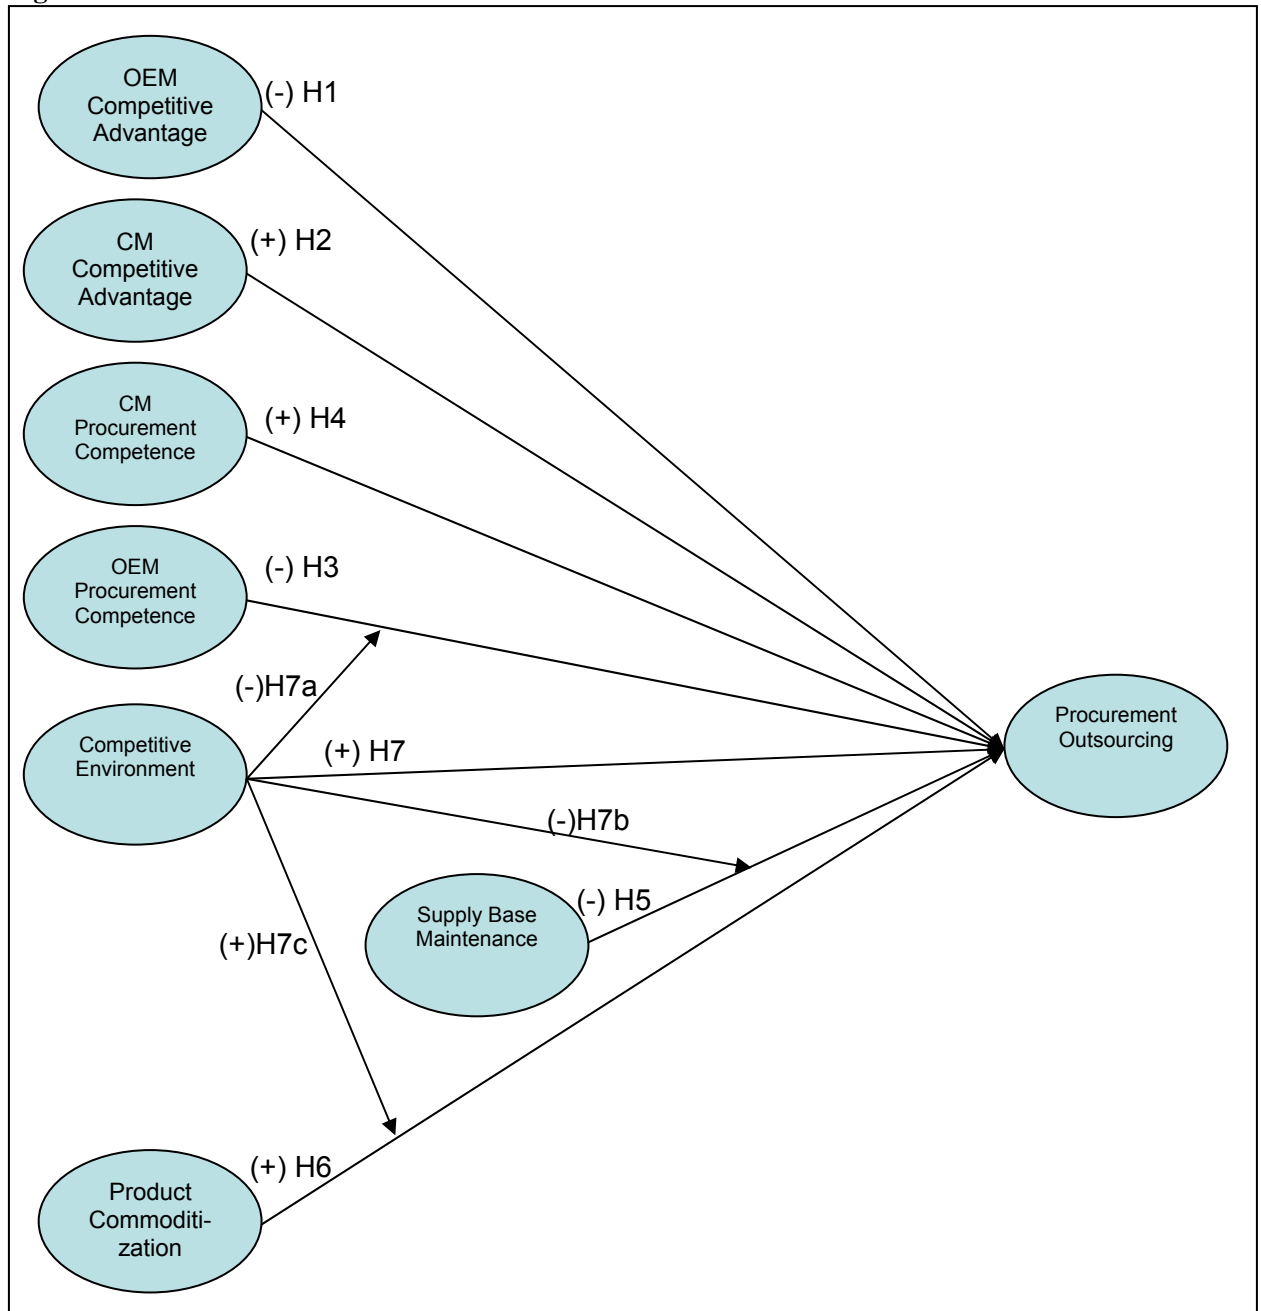 OEM
Competitive
Advantage
(-) H1
CM
Competitive
Advantage
(+) H2
CM
Procurement
Competence
(+) H4
OEM
Procurement
Competence
(-) H3
(-)H7a
Competitive
Environment
(+) H7
Procurement
Outsourcing
(-)H7b
Supply Base
Maintenance
(-) H5
(+)H7c
Product
Commoditi-
zation
(+) H6